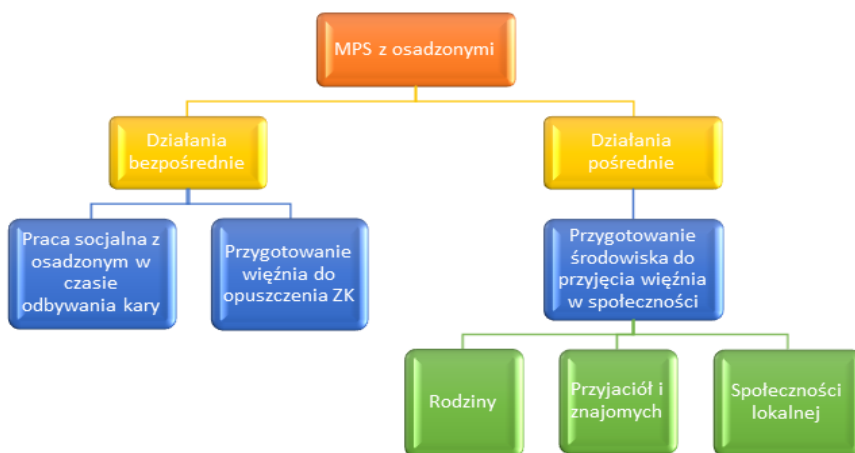 MPS z osadzonymi
Działania
bezpośrednie
Działania
pośrednie
Praca socjalna z
osadzonym w
czasie
odbywania kary
Przygotowanie
więźnia do
opuszczenia ZK
Przygotowanie
środowiska do
przyjęcia więźnia
w społeczności
Rodziny
Przyjaciół i
znajomych
Społeczności
lokalnej